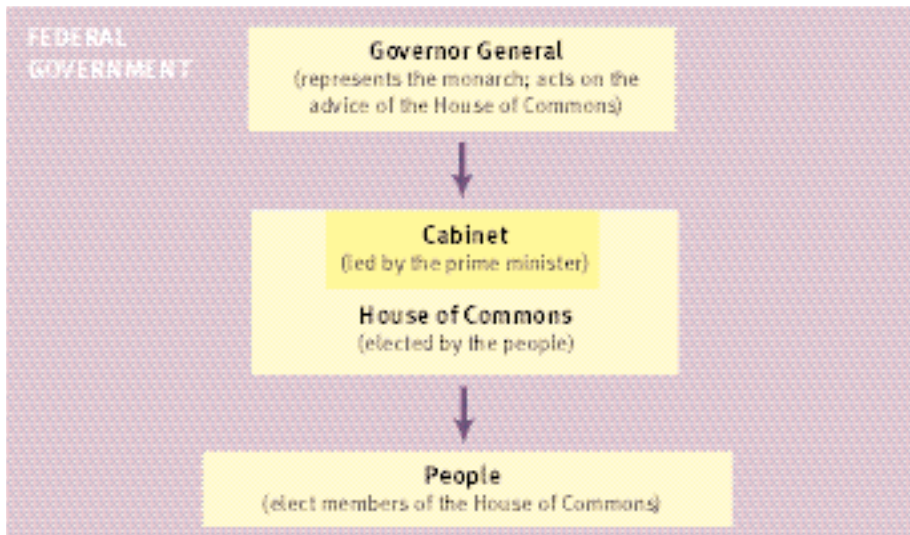 FEDERAL
GOVERNMENT
Governor General
(represents the monarch; acts on the
advice of the House of Commons)
Cabinet
(led by the prime minister)
House of Commons
(elected by the people)
People
(elect members of the House of Commons)